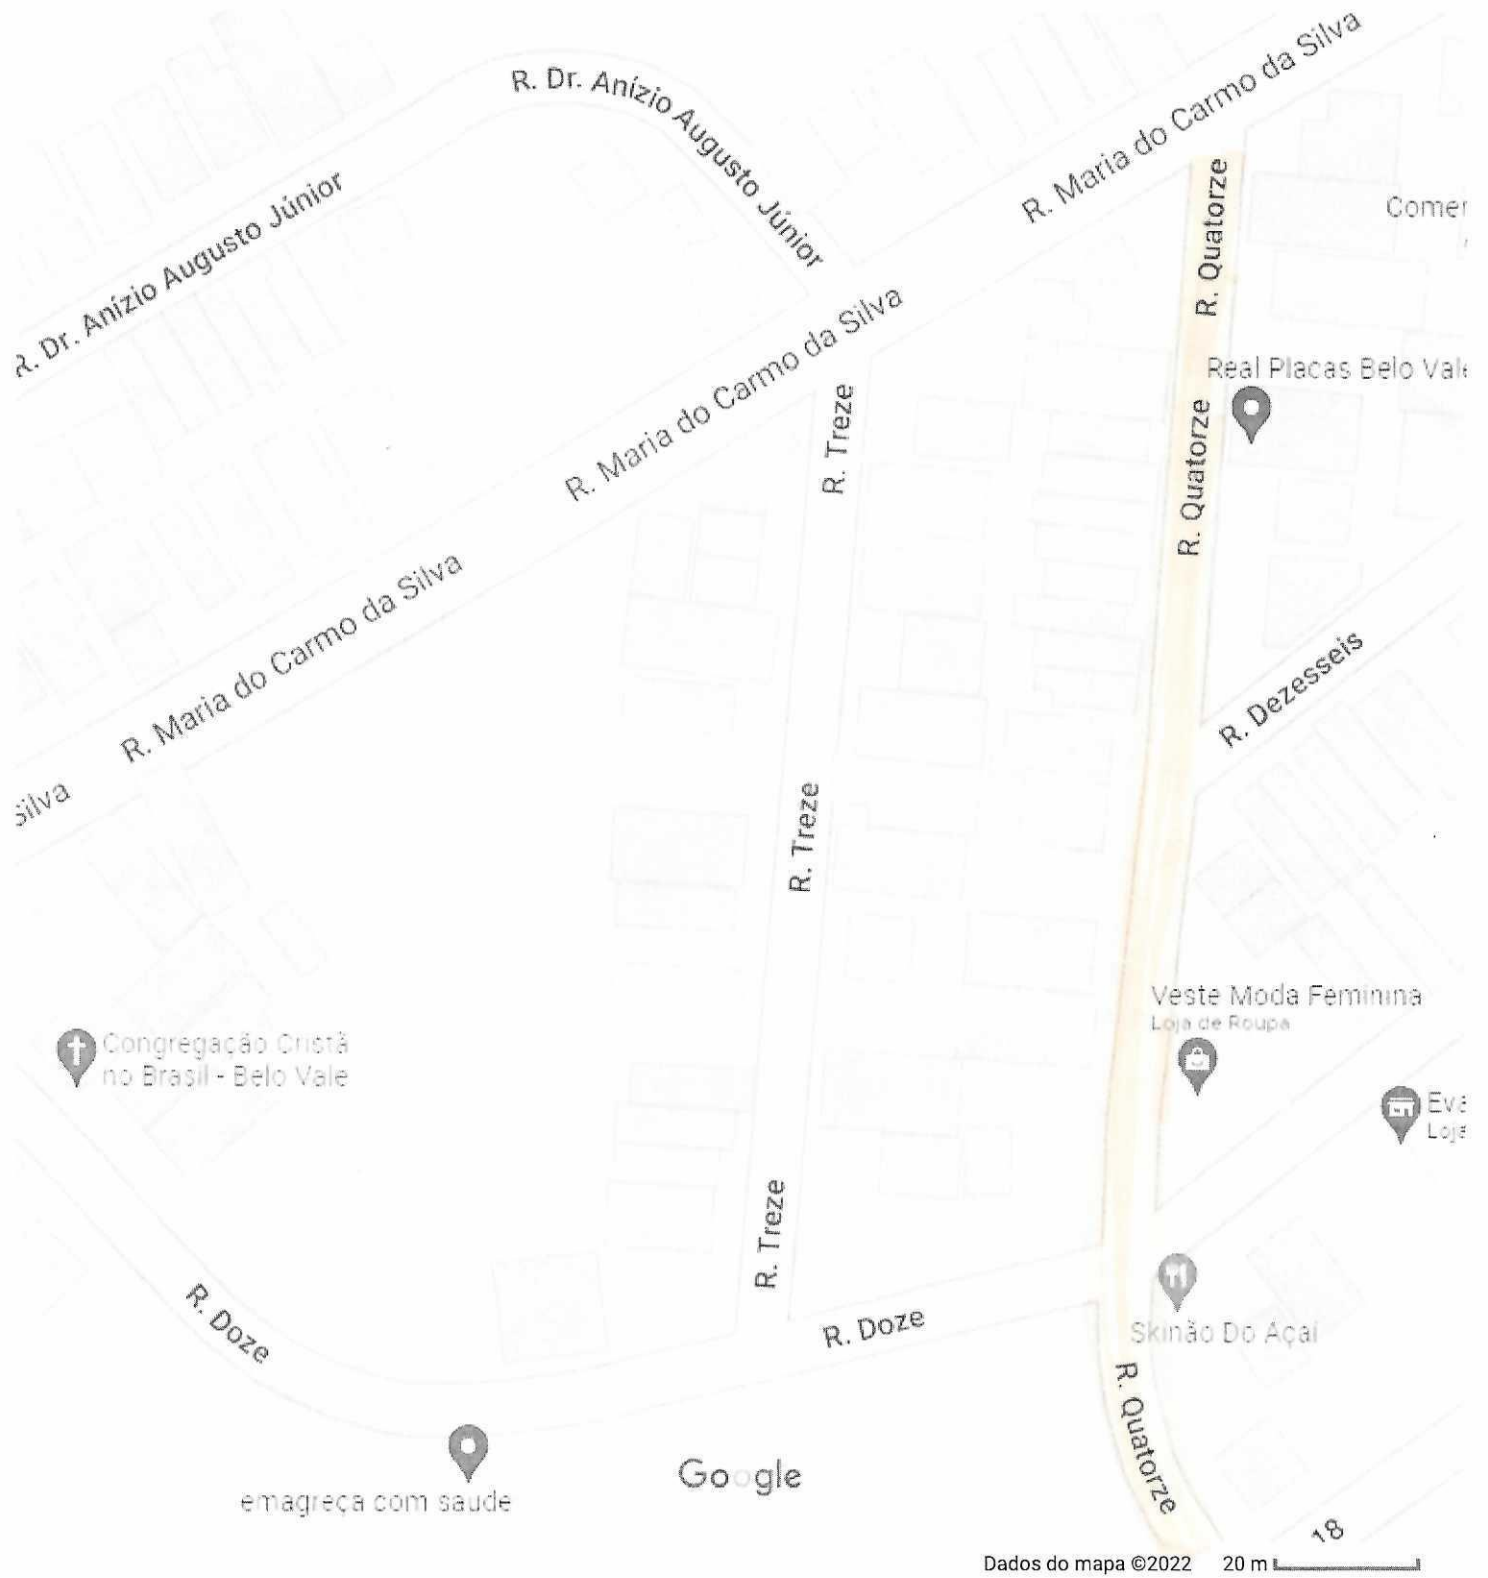 R. Dr. Anízio Augusto Júnior
R. Maria do Carmo da Silva
R. Quatorze
R. Dr. Anízio Augusto Júnior
R. Maria do Carmo da Silva
Real Placas Belo
R. Treze
R. Quatorze
R. Maria do Carmo da Silva
R. Dezesseis
Silva
R. Treze
Veste Moda Feminina
Loja de Roupa
Congregação Cristã
no Brasil - Belo Vale
R. Treze
R. Doze
R. Doze
Skinão Do Açaí
R. Quatorze
emagreça com saude
Google
18
Dados do mapa ©2022 20 m